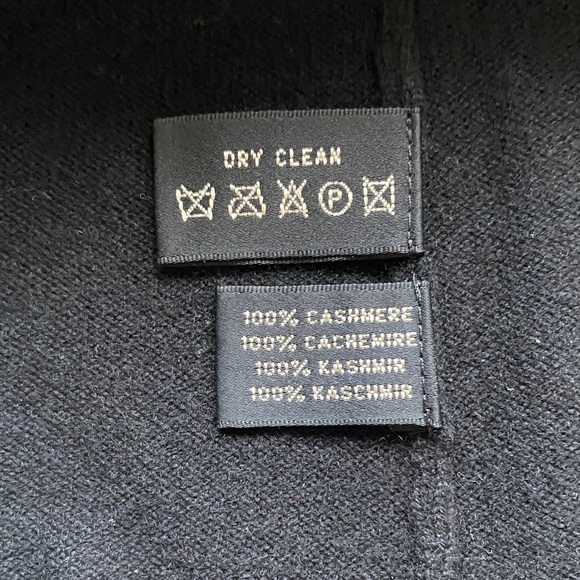 DRY CLEAN
P
100% CASHMERE
100% CACHEMIRE
100% KASHMIR
100% KASCHMIR